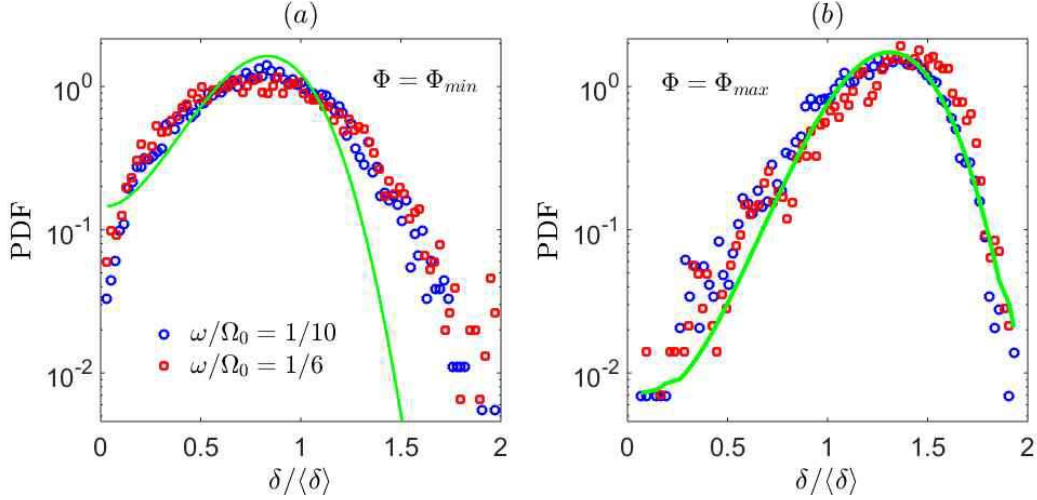 (a)
Φ = Φ_min
PDF
10^0
10^-1
10^-2
ω/Ω_0 = 1/10
ω/Ω_0 = 1/6
0 0.5 1 1.5 2
δ/⟨δ⟩
(b)
Φ = Φ_max
PDF
10^0
10^-1
10^-2
0 0.5 1 1.5 2
δ/⟨δ⟩